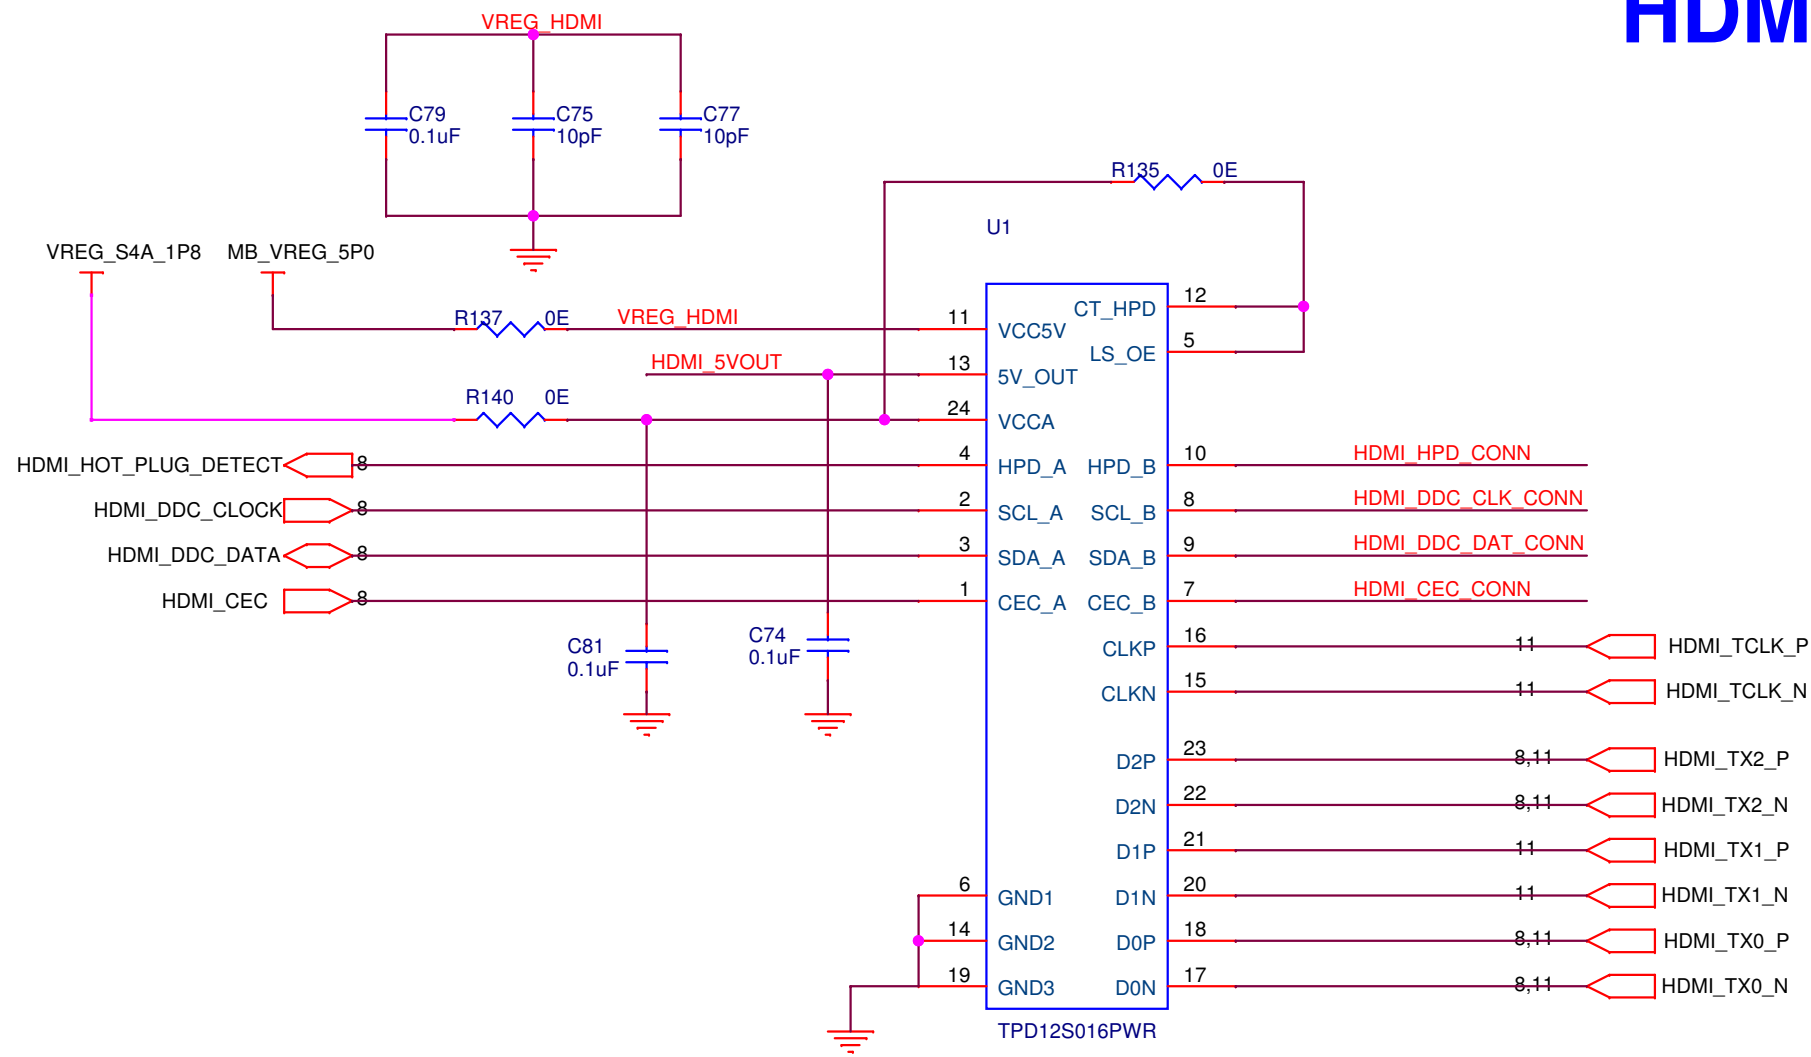 HDM
VREG_HDMI
C79
0.1uF
C75
10pF
C77
10pF
R135 0E
U1
VREG_S4A_1P8 MB_VREG_5P0
R137 0E VREG_HDMI 11 VCC5V
CT_HPD 12
LS_OE 5
HDMI_5VOUT 13 5V_OUT
R140 0E 24 VCCA
HDMI_HOT_PLUG_DETECT 8 4 HPD_A HPD_B 10 HDMI_HPD_CONN
HDMI_DDC_CLOCK 8 2 SCL_A SCL_B 8 HDMI_DDC_CLK_CONN
HDMI_DDC_DATA 8 3 SDA_A SDA_B 9 HDMI_DDC_DAT_CONN
HDMI_CEC 8 1 CEC_A CEC_B 7 HDMI_CEC_CONN
C81
0.1uF
C74
0.1uF
CLKP 16 11 HDMI_TCLK_P
CLKN 15 11 HDMI_TCLK_N
D2P 23 8,11 HDMI_TX2_P
D2N 22 8,11 HDMI_TX2_N
D1P 21 11 HDMI_TX1_P
6 GND1 D1N 20 11 HDMI_TX1_N
14 GND2 D0P 18 8,11 HDMI_TX0_P
19 GND3 D0N 17 8,11 HDMI_TX0_N
TPD12S016PWR